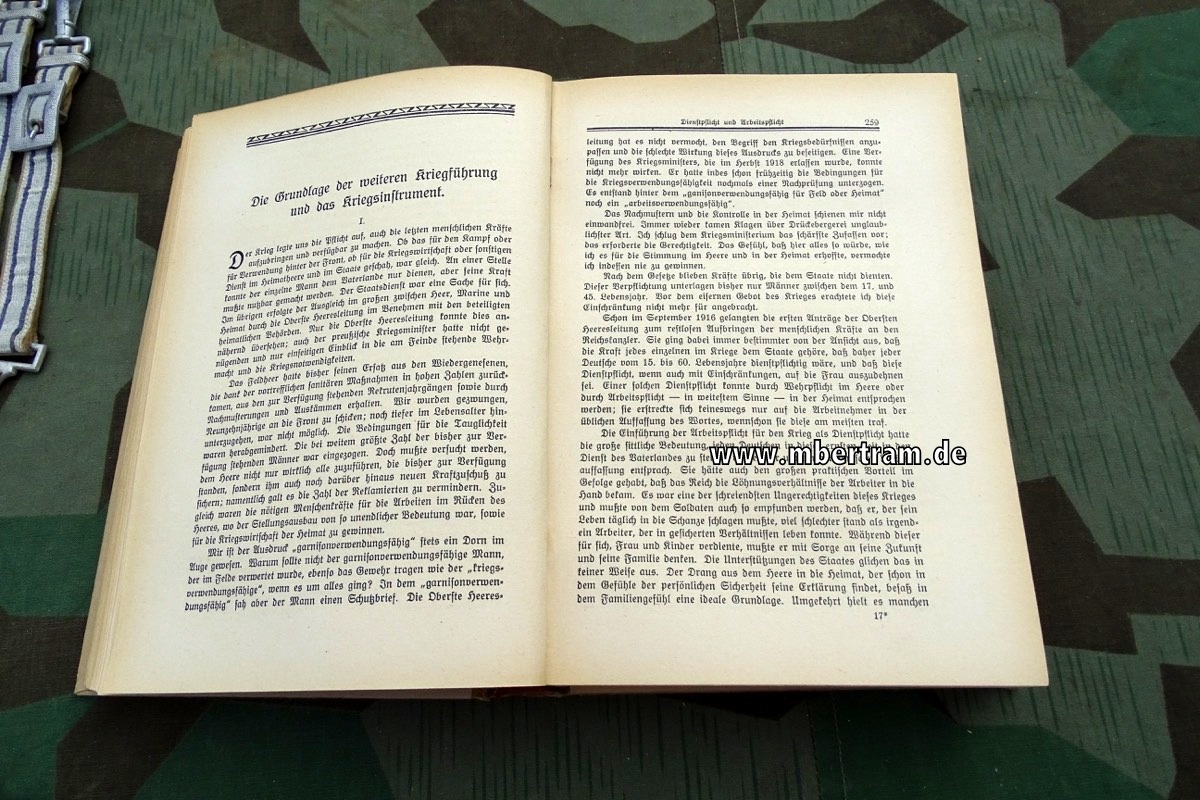 Die Grundlage der weiteren Kriegführung
und das Kriegsinstrument.
I.
Der Krieg legte uns die Pflicht auf, auch die letzten menschlichen Kräfte
aufzubringen und verfügbar zu machen. Ob das für den Kampf oder
für Verwendung hinter der Front, ob für die Kriegswirtschaft oder sonstigen
Dienst im Heimatheere und im Staate geschah, war gleich. An einer Stelle
konnte der einzelne Mann dem Vaterlande nur dienen, aber seine Kraft
mußte nutzbar gemacht werden. Der Staatsdienst war eine Sache für sich.
Im übrigen erfolgte der Ausgleich im großen zwischen Heer, Marine und
Heimat durch die Oberste Heeresleitung im Benehmen mit den beteiligten
heimatlichen Behörden. Nur die Oberste Heeresleitung konnte dies an-
nähernd übersehen; auch der preußische Kriegsminister hatte nicht ge-
nügenden und nur einseitigen Einblick in die am Feinde stehende Wehr-
macht und die Kriegsnotwendigkeiten.
Das Feldheer hatte bisher seinen Ersatz aus den Wiedergenesenen,
die dank der vortrefflichen sanitären Maßnahmen in hohen Zahlen zurück-
kamen, aus den zur Verfügung stehenden Rekrutenjahrgängen sowie durch
Nachmusterungen und Auskämmen erhalten. Wir wurden gezwungen,
Neunzehnjährige an die Front zu schicken; noch tiefer im Lebensalter hin-
unterzugehen, war nicht möglich. Die Bedingungen für die Tauglichkeit
waren herabgemindert. Die bei weitem größte Zahl der bisher zur Ver-
fügung stehenden Männer war eingezogen. Doch mußte versucht werden,
dem Heere nicht nur wirklich alle zuzuführen, die bisher zur Verfügung
standen, sondern ihm auch noch darüber hinaus neuen Kraftzuschuß zu
sichern; namentlich galt es die Zahl der Reklamierten zu vermindern. Zu-
gleich waren die nötigen Menschenkräfte für die Arbeiten im Rücken des
Heeres, wo der Stellungsausbau von so unendlicher Bedeutung war, sowie
für die Kriegswirtschaft der Heimat zu gewinnen.
Mir ist der Ausdruck „garnisonverwendungsfähig“ stets ein Dorn im
Auge gewesen. Warum sollte nicht der garnisonverwendungsfähige Mann,
der im Felde verwertet wurde, ebenso das Gewehr tragen wie der „kriegs-
verwendungsfähige“, wenn es um alles ging? In dem „garnisonverwen-
dungsfähig“ sah aber der Mann einen Schutzbrief. Die Oberste Heeres-
Dienstpflicht und Arbeitspflicht 259
leitung hat es nicht vermocht, den Begriff den Kriegsbedürfnissen anzu-
passen und die schlechte Wirkung dieses Ausdrucks zu beseitigen. Eine Ver-
fügung des Kriegsministers, die im Herbst 1918 erlassen wurde, konnte
nicht mehr wirken. Er hatte indes schon frühzeitig die Bedingungen für
die Kriegsverwendungsfähigkeit nochmals einer Nachprüfung unterzogen.
Es entstand hinter dem „garnisonverwendungsfähig für Feld oder Heimat“
noch ein „arbeitsverwendungsfähig“.
Das Nachmustern und die Kontrolle in der Heimat schienen mir nicht
einwandfrei. Immer wieder kamen Klagen über Drückebergerei unglaub-
lichster Art. Ich schlug dem Kriegsministerium das schärfste Zufassen vor;
das erforderte die Gerechtigkeit. Das Gefühl, daß hier alles so würde, wie
ich es für die Stimmung im Heere und in der Heimat erhoffte, vermochte
ich indessen nie zu gewinnen.
Nach dem Gesetze blieben Kräfte übrig, die dem Staate nicht dienten.
Dieser Verpflichtung unterlagen bisher nur Männer zwischen dem 17. und
45. Lebensjahr. Vor dem eisernen Gebot des Krieges erachtete ich diese
Einschränkung nicht mehr für angebracht.
Schon im September 1916 gelangten die ersten Anträge der Obersten
Heeresleitung zum restlosen Aufbringen der menschlichen Kräfte an den
Reichskanzler. Sie ging dabei immer bestimmter von der Ansicht aus, daß
die Kraft jedes einzelnen im Kriege dem Staate gehöre, daß daher jeder
Deutsche vom 15. bis 60. Lebensjahre dienstpflichtig wäre, und daß diese
Dienstpflicht, wenn auch mit Einschränkungen, auf die Frau auszudehnen
sei. Einer solchen Dienstpflicht konnte durch Wehrpflicht im Heere oder
durch Arbeitspflicht — in weitestem Sinne — in der Heimat entsprochen
werden; sie erstreckte sich keineswegs nur auf die Arbeitnehmer in der
üblichen Auffassung des Wortes, wennschon sie diese am meisten traf.
Die Einführung der Arbeitspflicht für den Krieg als Dienstpflicht hatte
die große sittliche Bedeutung, jeden Deutschen in dieser ernsten Zeit in den
Dienst des Vaterlandes zu
www.mbertram.de
auffassung entsprach. Sie hätte auch den großen praktischen Vorteil im
Gefolge gehabt, daß das Reich die Löhnungsverhältnisse der Arbeiter in die
Hand bekam. Es war eine der schreiendsten Ungerechtigkeiten dieses Krieges
und mußte von dem Soldaten auch so empfunden werden, daß er, der sein
Leben täglich in die Schanze schlagen mußte, viel schlechter stand als irgend-
ein Arbeiter, der in gesicherten Verhältnissen leben konnte. Während dieser
für sich, Frau und Kinder verdiente, mußte er mit Sorge an seine Zukunft
und seine Familie denken. Die Unterstützungen des Staates glichen das in
einer Weise aus. Der Drang aus dem Heere in die Heimat, der schon in
dem Gefühle der persönlichen Sicherheit seine Erklärung findet, besaß in
dem Familiengefühl eine ideale Grundlage. Umgekehrt hielt es manchen
17*